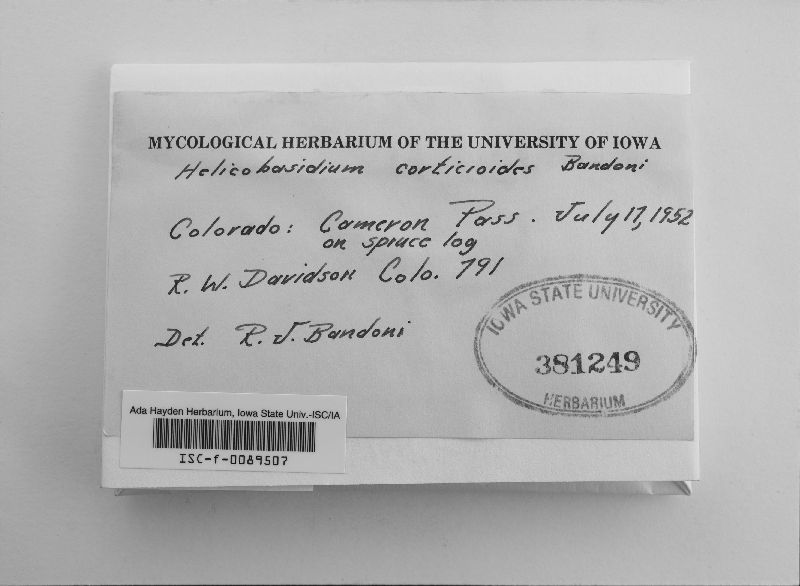 MYCOLOGICAL HERBARIUM OF THE UNIVERSITY OF IOWA
Helicobasidium corticioides Bandoni
Colorado: Cameron Pass. July 17, 1952
on spruce log
R. W. Davidson Colo. 791
Det. R. J. Bandoni
IOWA STATE UNIVERSITY
381249
HERBARIUM
Ada Hayden Herbarium, Iowa State Univ.-ISC/IA
ISC-f-0089507